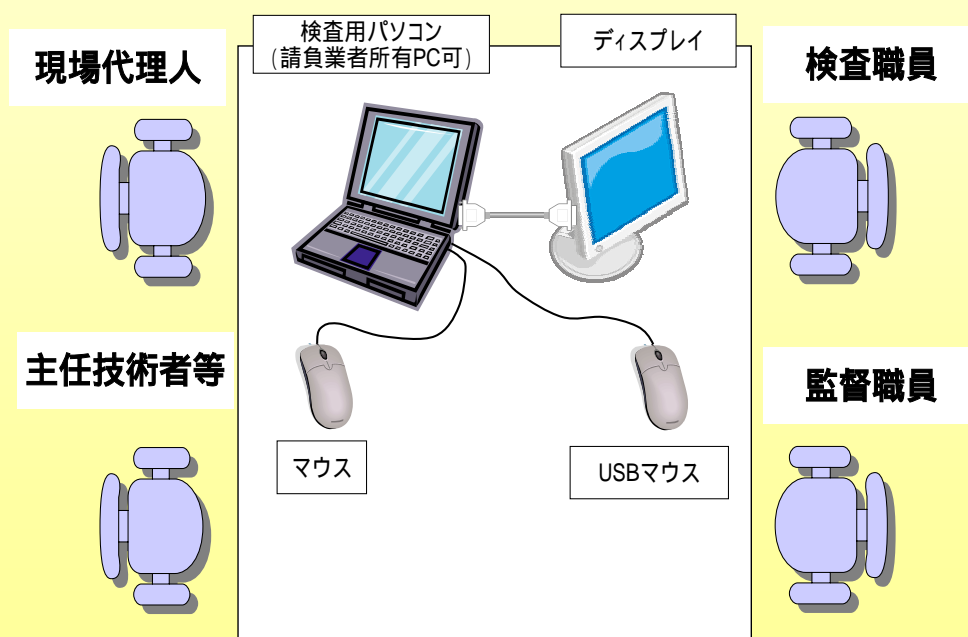 検査用パソコン
(請負業者所有PC可)
ディスプレイ
現場代理人
検査職員
主任技術者等
監督職員
マウス
USBマウス